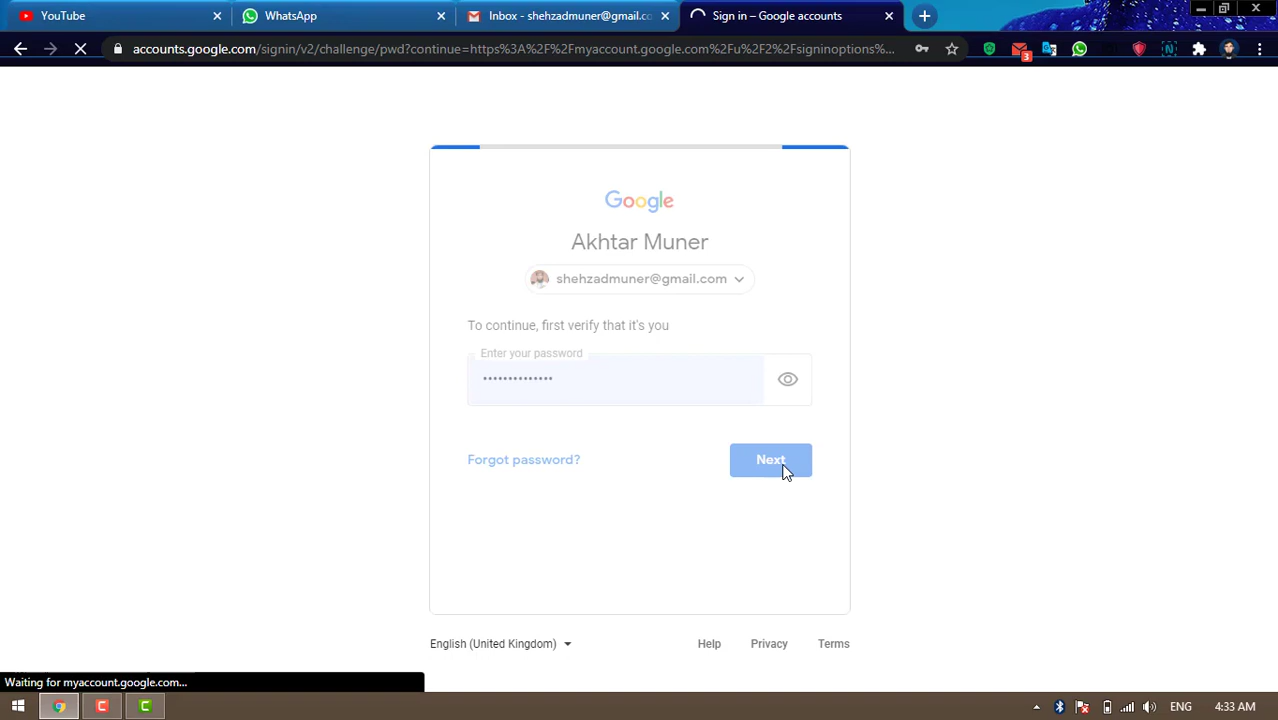 YouTube
WhatsApp
Inbox - shehzadmuner@gmail.co
Sign in – Google accounts
accounts.google.com/signin/v2/challenge/pwd?continue=https%3A%2F%2Fmyaccount.google.com%2Fu%2F2%2Fsigninoptions%...
3
Google
Akhtar Muner
shehzadmuner@gmail.com
To continue, first verify that it's you
Enter your password
••••••••••••••
Forgot password?
Next
English (United Kingdom)
Help
Privacy
Terms
Waiting for myaccount.google.com...
ENG
4:33 AM